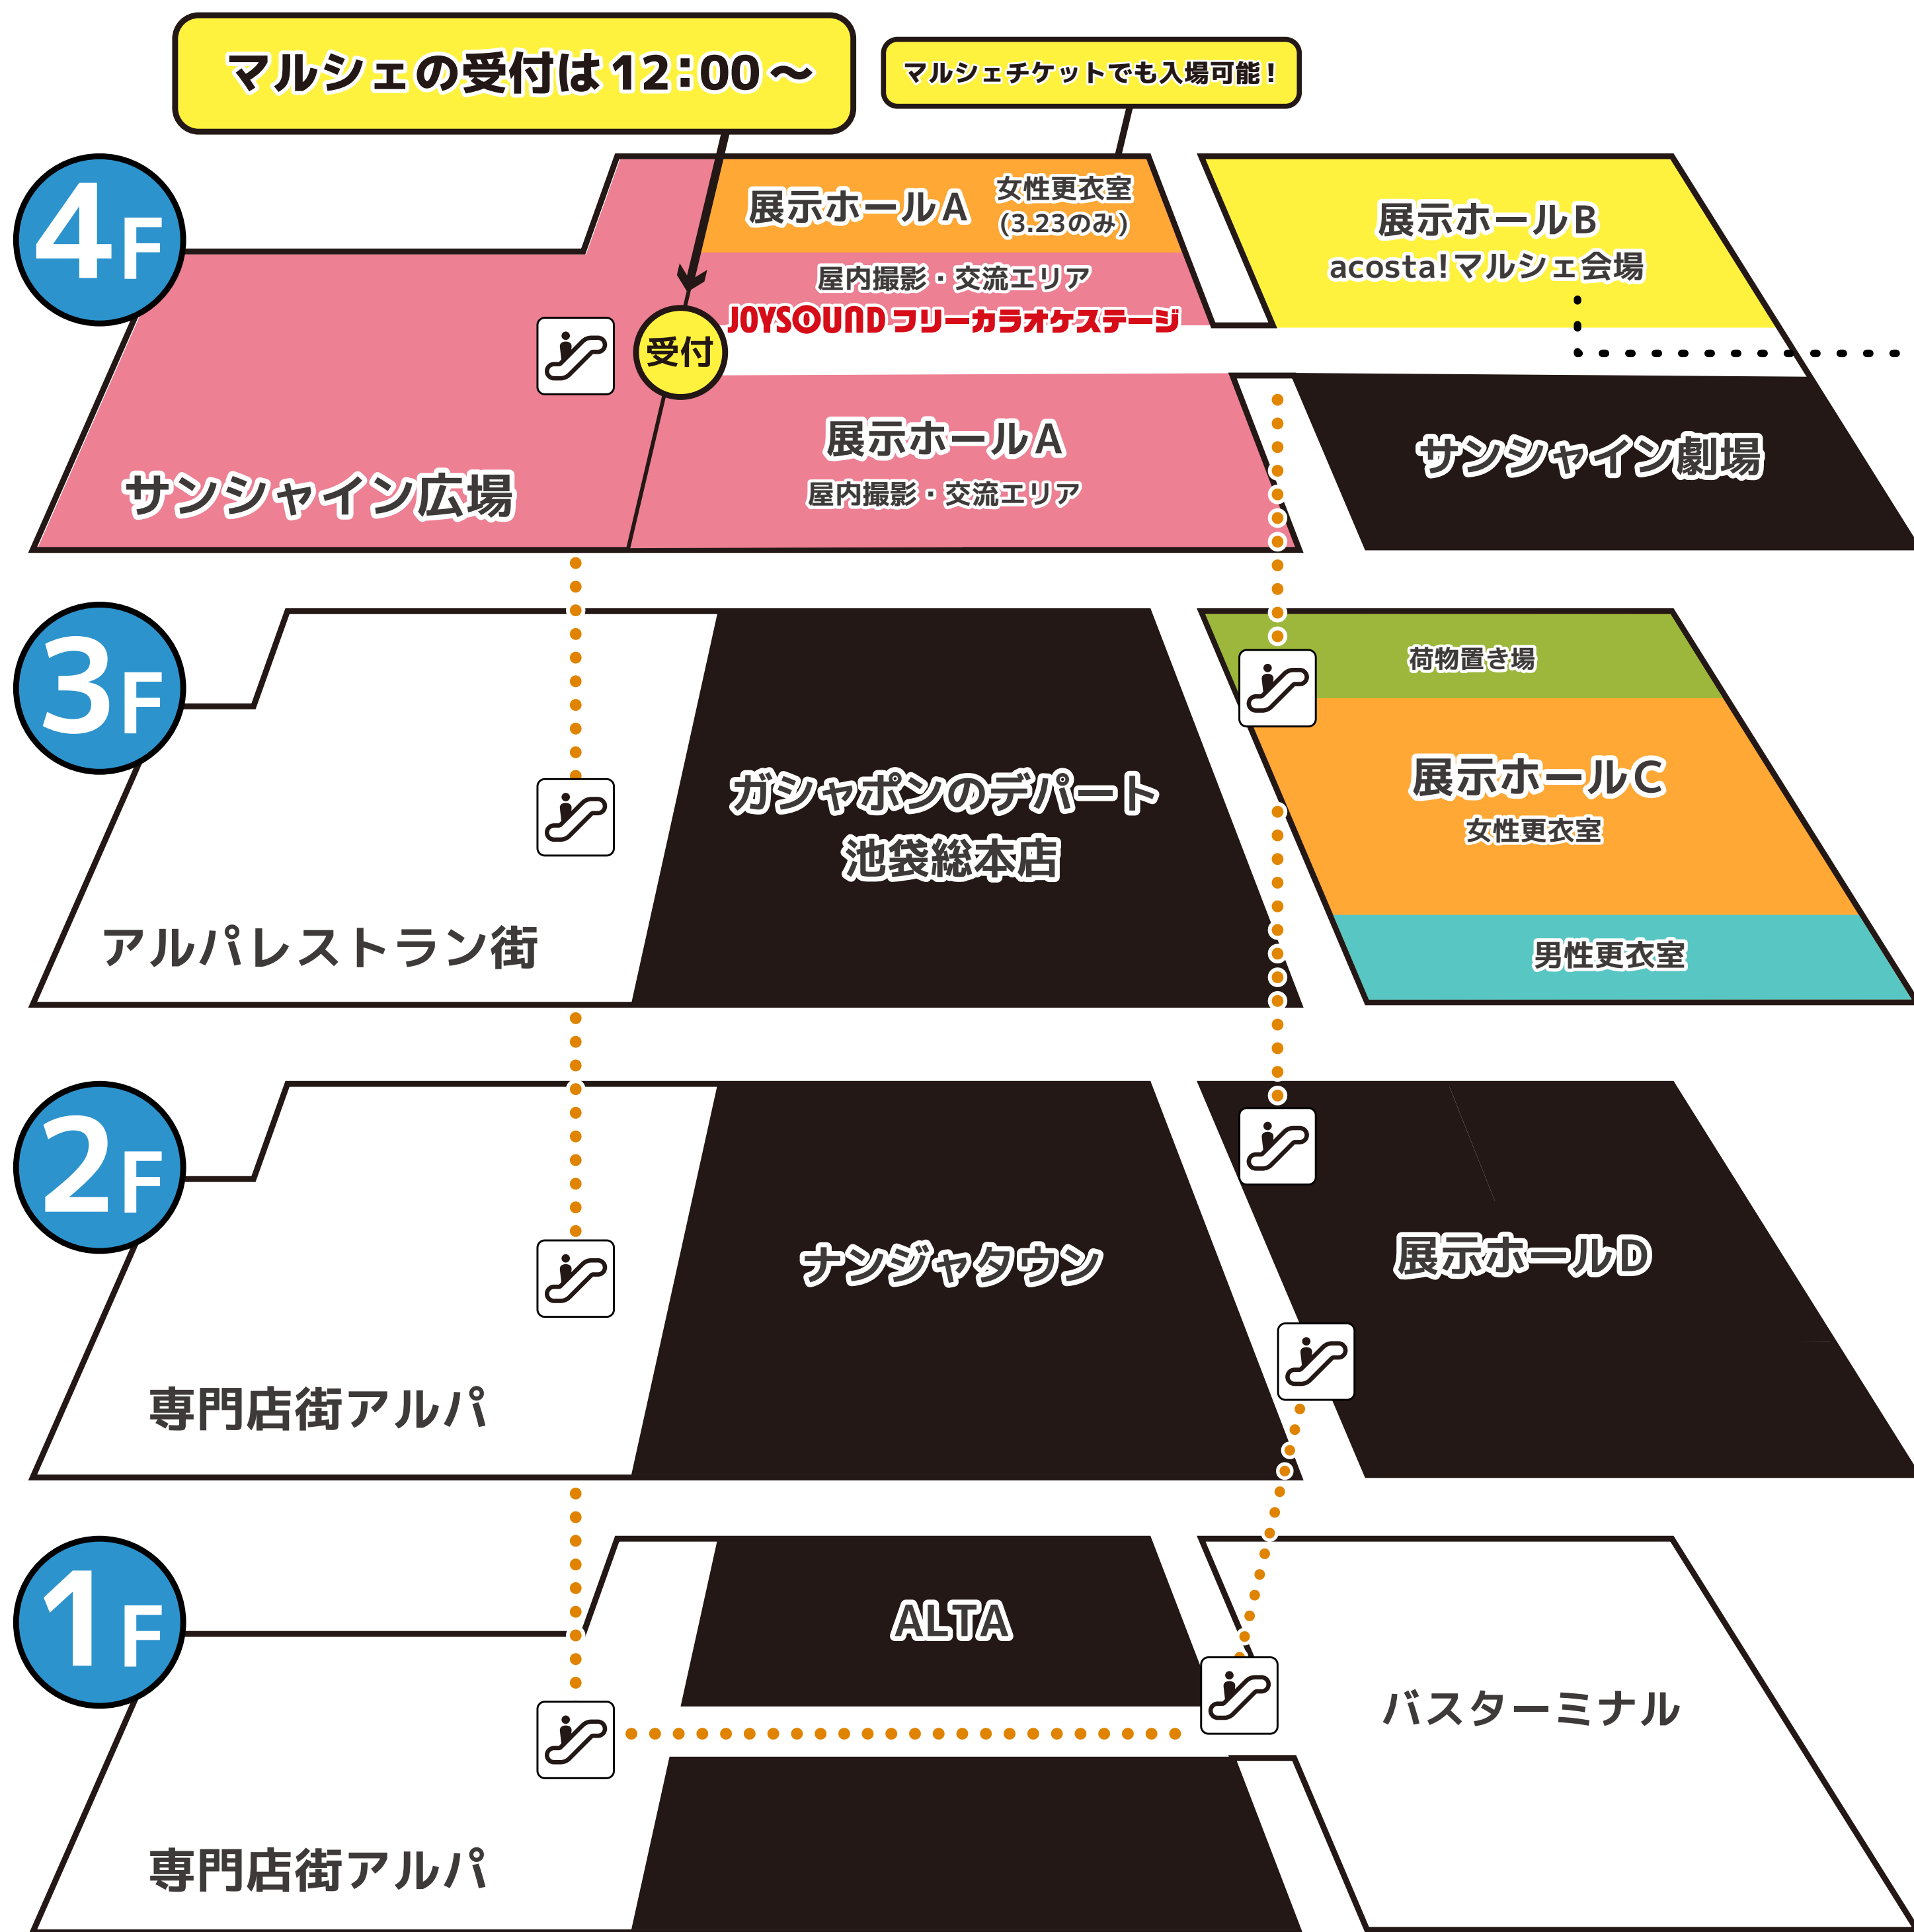 マルシェの受付は12:00～
マルシェチケットでも入場可能！
4F
展示ホールA
女性更衣室
(3.23のみ)
屋内撮影・交流エリア
JOYSOUND フリーカラオケステージ
受付
展示ホールB
acosta!マルシェ会場
展示ホールA
屋内撮影・交流エリア
サンシャイン広場
サンシャイン劇場
3F
荷物置き場
ガシャポンのデパート
池袋総本店
展示ホールC
女性更衣室
アルパレストラン街
男性更衣室
2F
ナンジャタウン
展示ホールD
専門店街アルパ
1F
ALTA
バスターミナル
専門店街アルパ